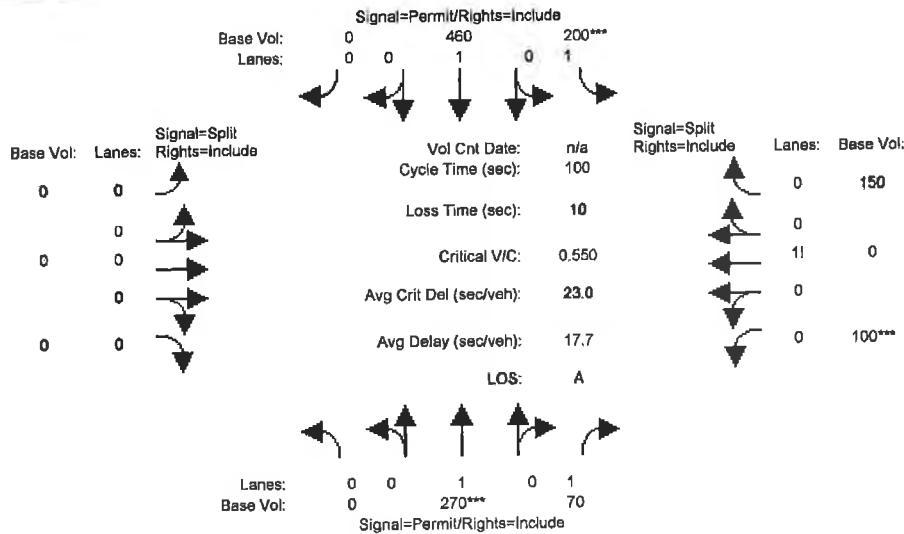 Signal=Permit/Rights=Include
Base Vol: 0 460 200***
Lanes: 0 0 1 0 1
Signal=Split
Base Vol: Lanes: Rights=Include
0 0
0
0 0
0
0 0
Vol Cnt Date: n/a
Cycle Time (sec): 100
Loss Time (sec): 10
Critical V/C: 0.550
Avg Crit Del (sec/veh): 23.0
Avg Delay (sec/veh): 17.7
LOS: A
Signal=Split
Rights=Include Lanes: Base Vol:
0 150
0
1! 0
0
0 100***
Lanes: 0 0 1 0 1
Base Vol: 0 270*** 70
Signal=Permit/Rights=Include